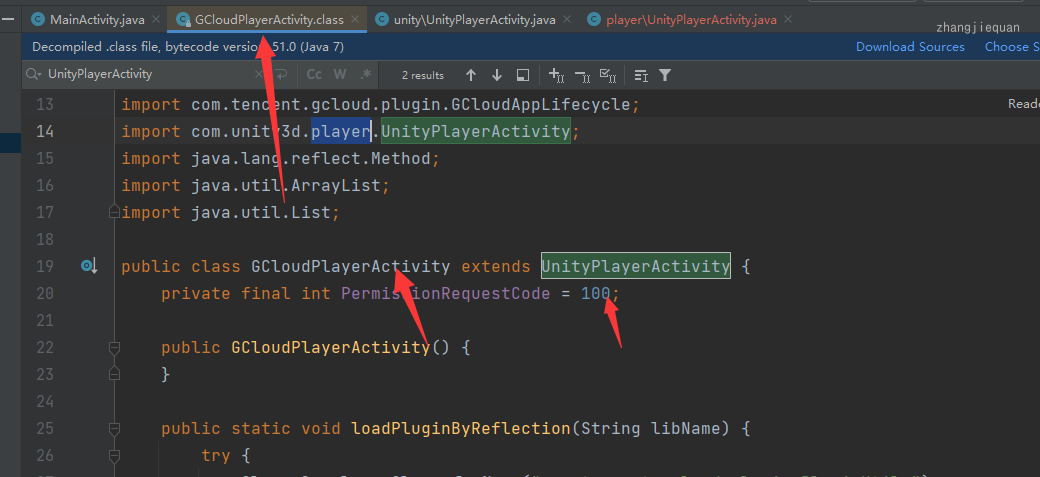 MainActivity.java GCloudPlayerActivity.class unity\UnityPlayerActivity.java player\UnityPlayerActivity.java
zhangjiequan
Decompiled .class file, bytecode version: 51.0 (Java 7) Download Sources Choose S
UnityPlayerActivity Cc W .* 2 results
13 import com.tencent.gcloud.plugin.GCloudAppLifecycle; Reade
14 import com.unity3d.player.UnityPlayerActivity;
15 import java.lang.reflect.Method;
16 import java.util.ArrayList;
17 import java.util.List;
18
19 public class GCloudPlayerActivity extends UnityPlayerActivity {
20 private final int PermissionRequestCode = 100;
21
22 public GCloudPlayerActivity() {
23 }
24
25 public static void loadPluginByReflection(String libName) {
26 try {